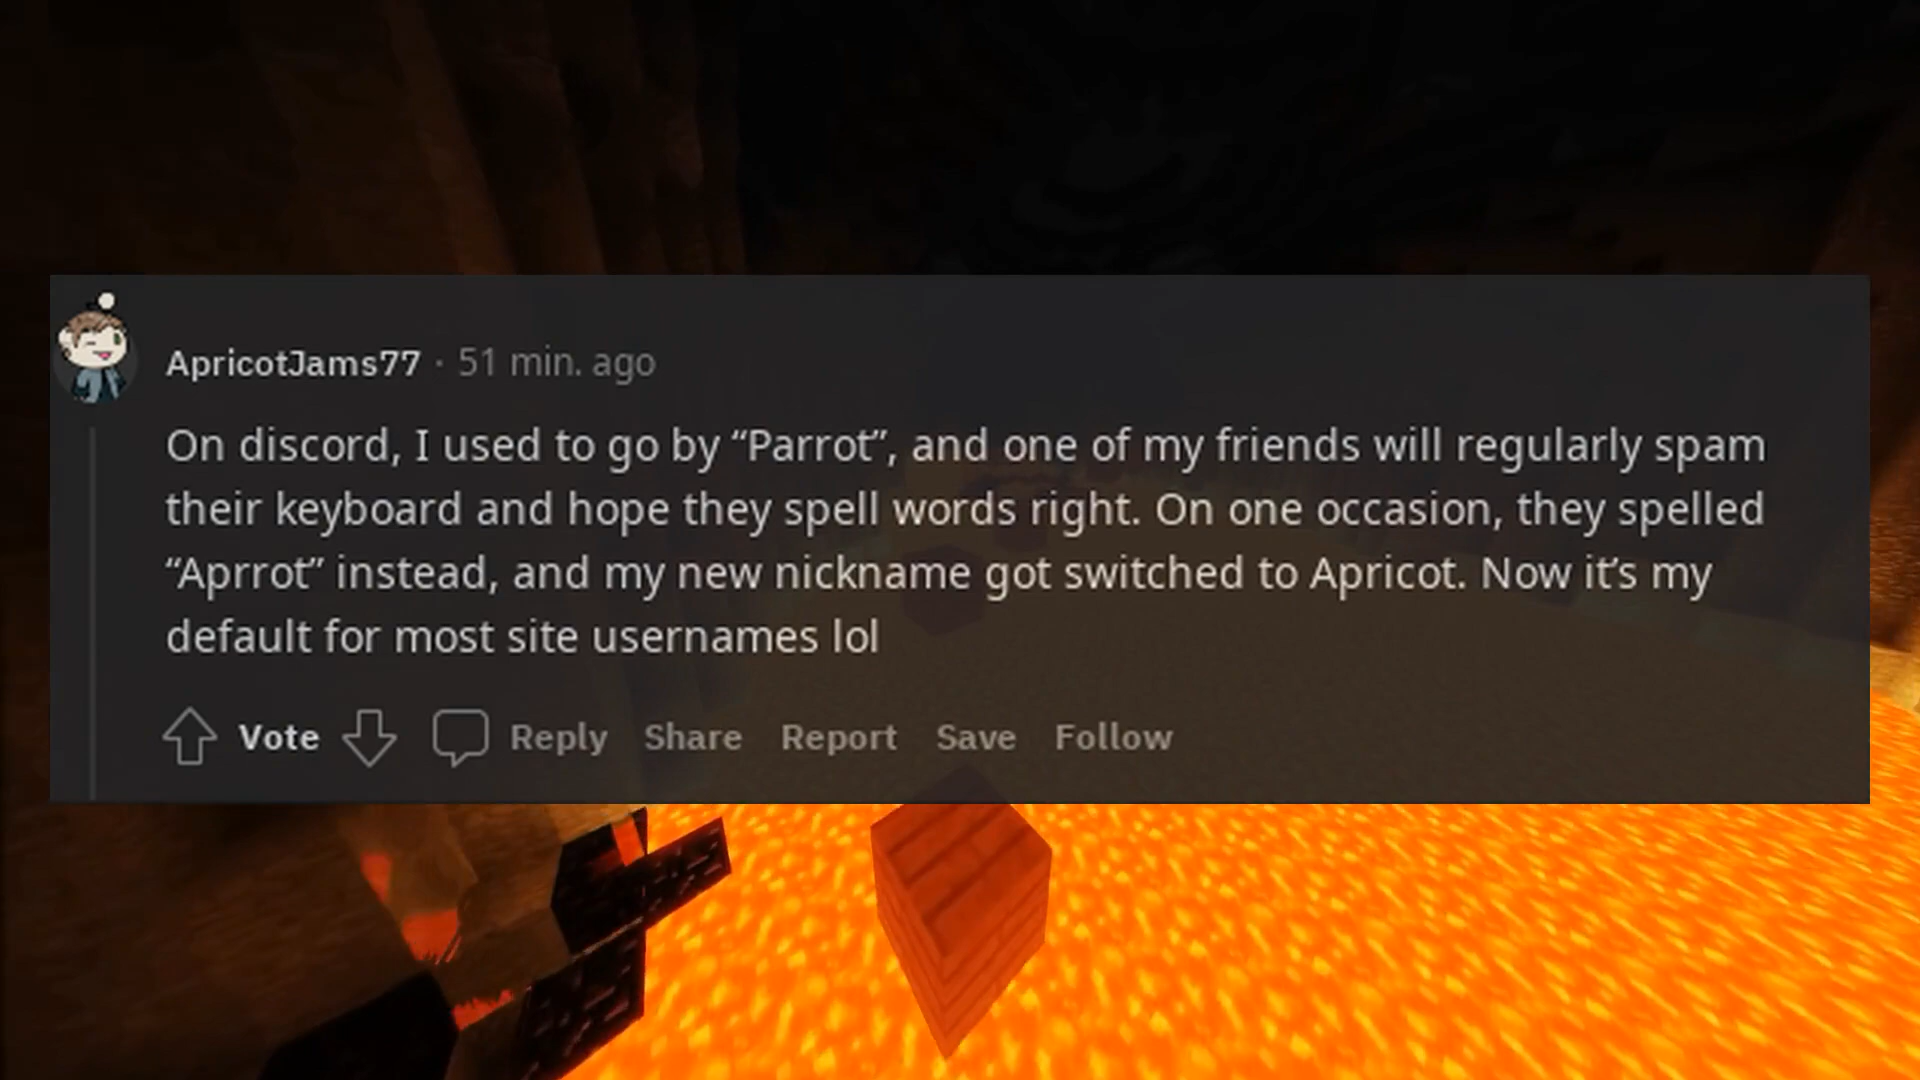 ApricotJams77 · 51 min. ago
On discord, I used to go by “Parrot”, and one of my friends will regularly spam
their keyboard and hope they spell words right. On one occasion, they spelled
“Aprrot” instead, and my new nickname got switched to Apricot. Now it’s my
default for most site usernames lol
Vote Reply Share Report Save Follow